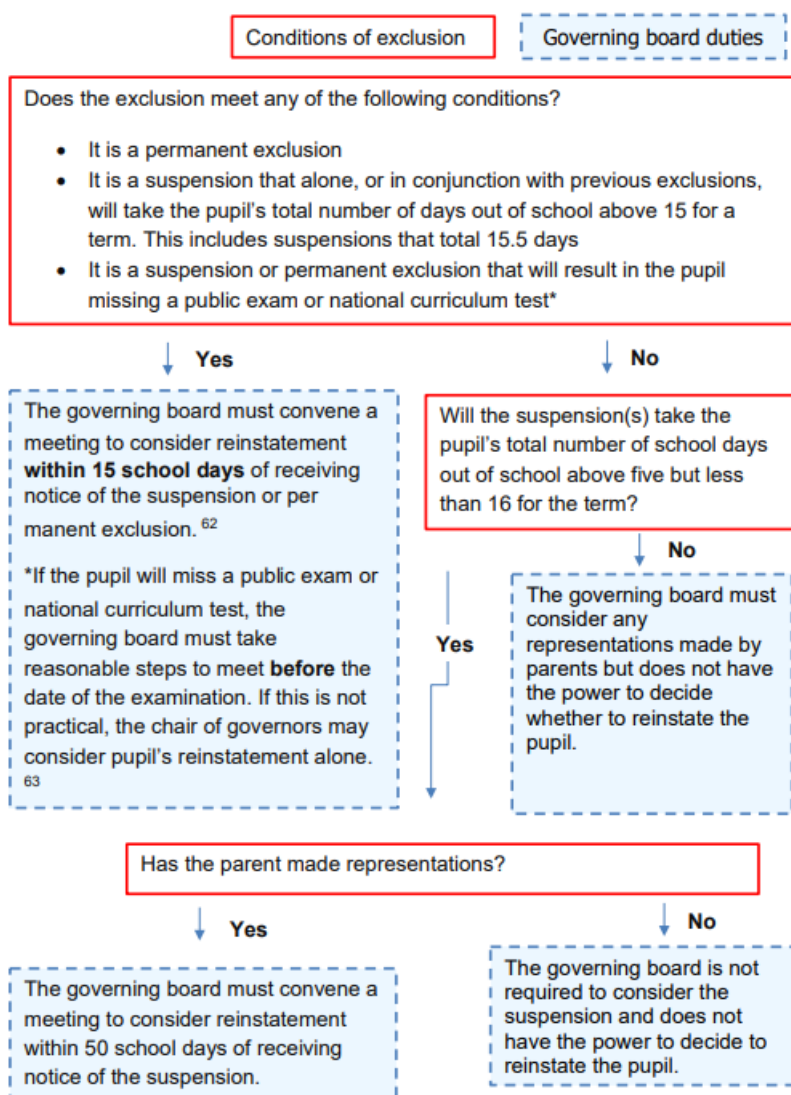 Conditions of exclusion
Governing board duties
Does the exclusion meet any of the following conditions?
• It is a permanent exclusion
• It is a suspension that alone, or in conjunction with previous exclusions,
will take the pupil's total number of days out of school above 15 for a
term. This includes suspensions that total 15.5 days
• It is a suspension or permanent exclusion that will result in the pupil
missing a public exam or national curriculum test*
Yes
No
The governing board must convene a
meeting to consider reinstatement
within 15 school days of receiving
notice of the suspension or per
manent exclusion. 62
*If the pupil will miss a public exam or
national curriculum test, the
governing board must take
reasonable steps to meet before the
date of the examination. If this is not
practical, the chair of governors may
consider pupil's reinstatement alone.
63
Will the suspension(s) take the
pupil's total number of school days
out of school above five but less
than 16 for the term?
Yes
No
The governing board must
consider any
representations made by
parents but does not have
the power to decide
whether to reinstate the
pupil.
Has the parent made representations?
Yes
No
The governing board must convene a
meeting to consider reinstatement
within 50 school days of receiving
notice of the suspension.
The governing board is not
required to consider the
suspension and does not
have the power to decide to
reinstate the pupil.